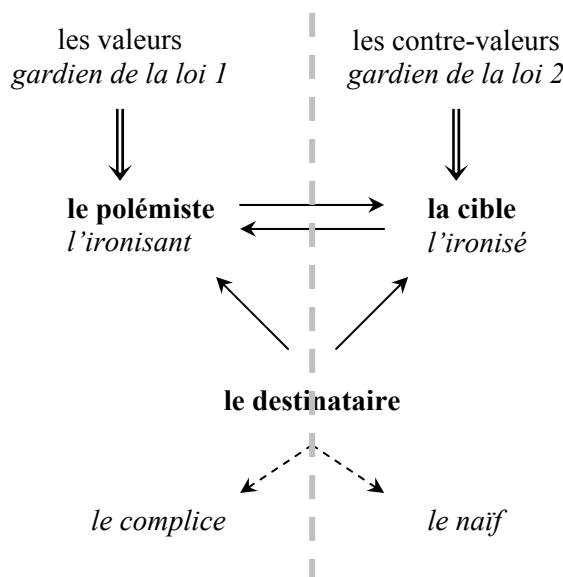 les valeurs
gardien de la loi 1
les contre-valeurs
gardien de la loi 2
le polémiste
l'ironisant
la cible
l'ironisé
le destinataire
le complice
le naïf